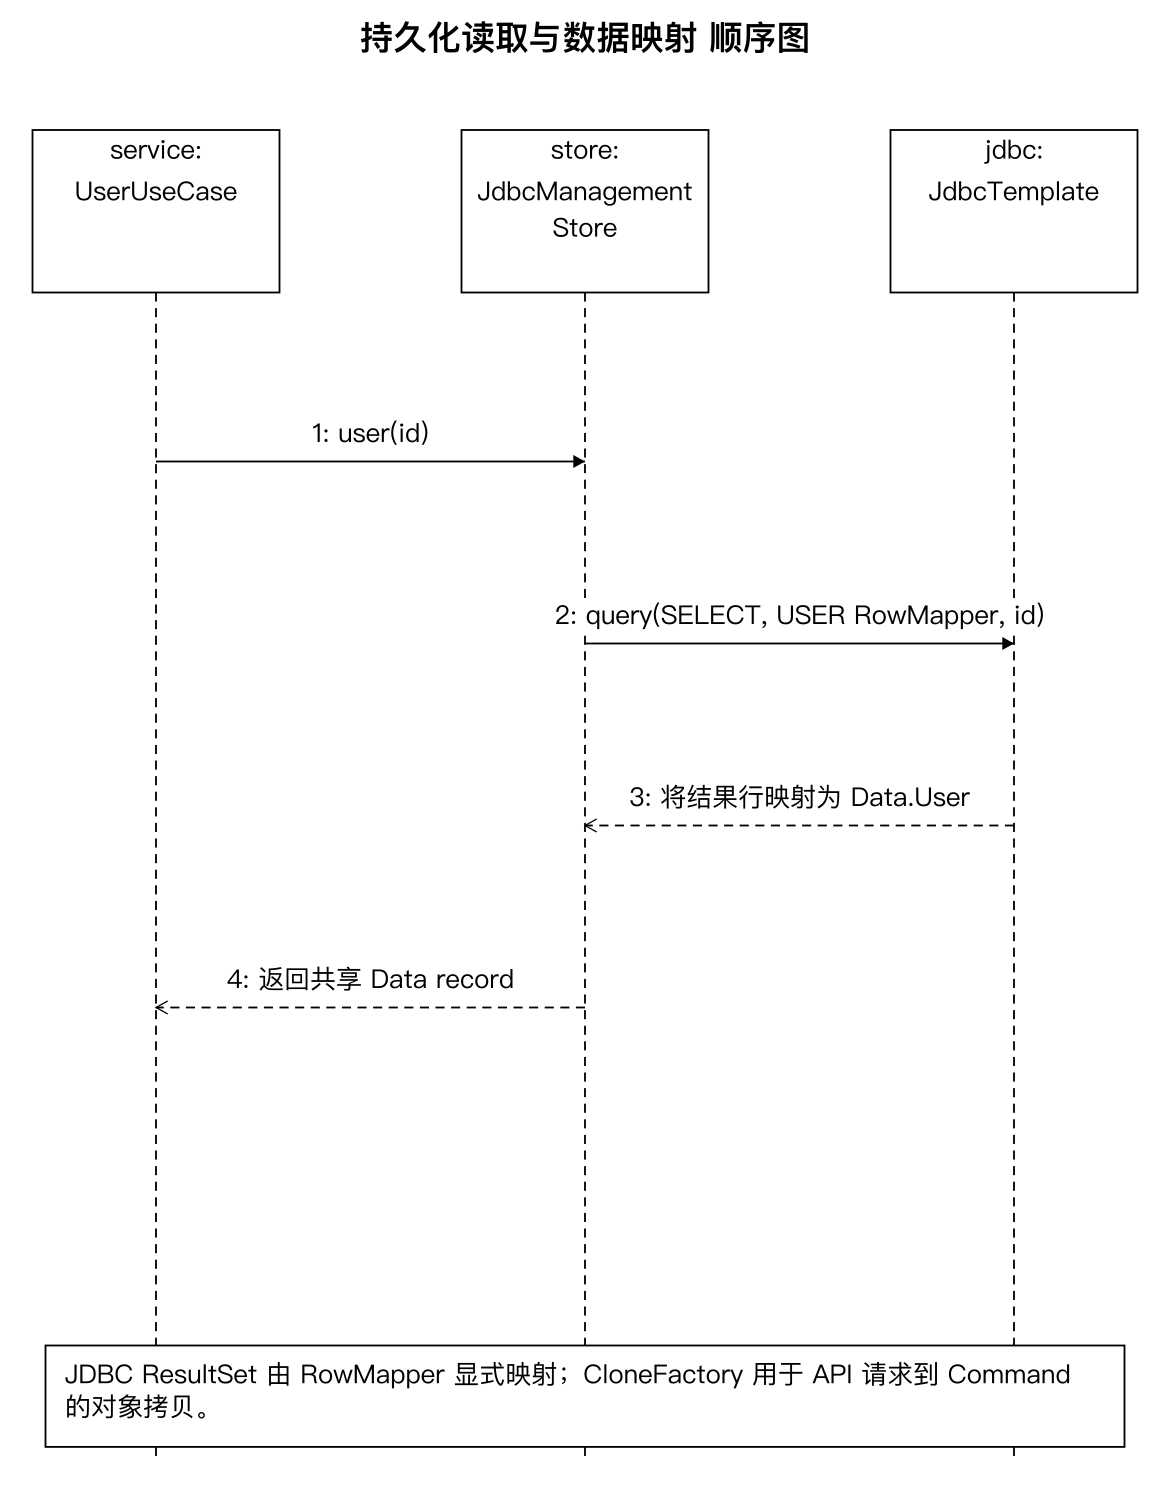 持久化读取与数据映射 顺序图
service:
UserUseCase
store:
JdbcManagement
Store
jdbc:
JdbcTemplate
1: user(id)
2: query(SELECT, USER RowMapper, id)
3: 将结果行映射为 Data.User
4: 返回共享 Data record
JDBC ResultSet 由 RowMapper 显式映射；CloneFactory 用于 API 请求到 Command
的对象拷贝。